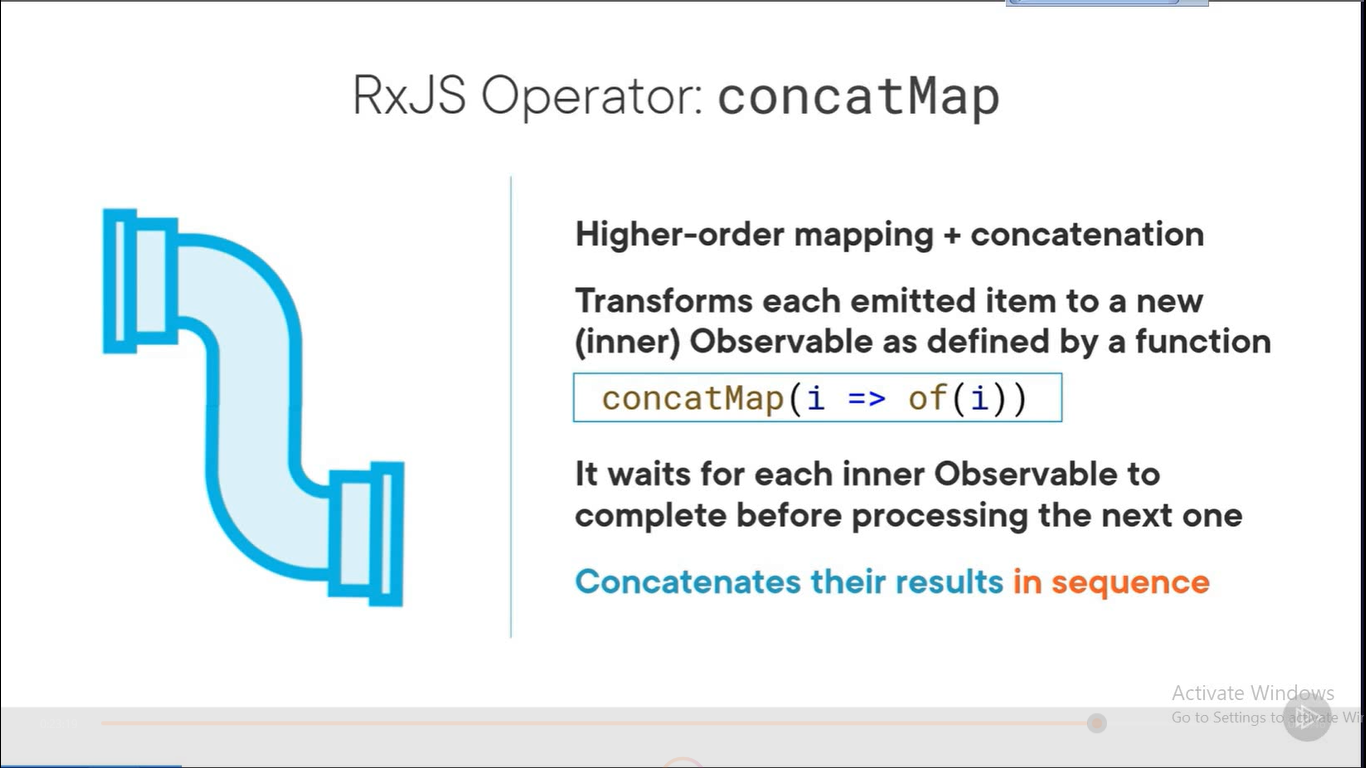 RxJS Operator: concatMap
Higher-order mapping + concatenation
Transforms each emitted item to a new
(inner) Observable as defined by a function
concatMap(i => of(i))
It waits for each inner Observable to
complete before processing the next one
Concatenates their results in sequence
Activate Windows
Go to Settings to activate Wi